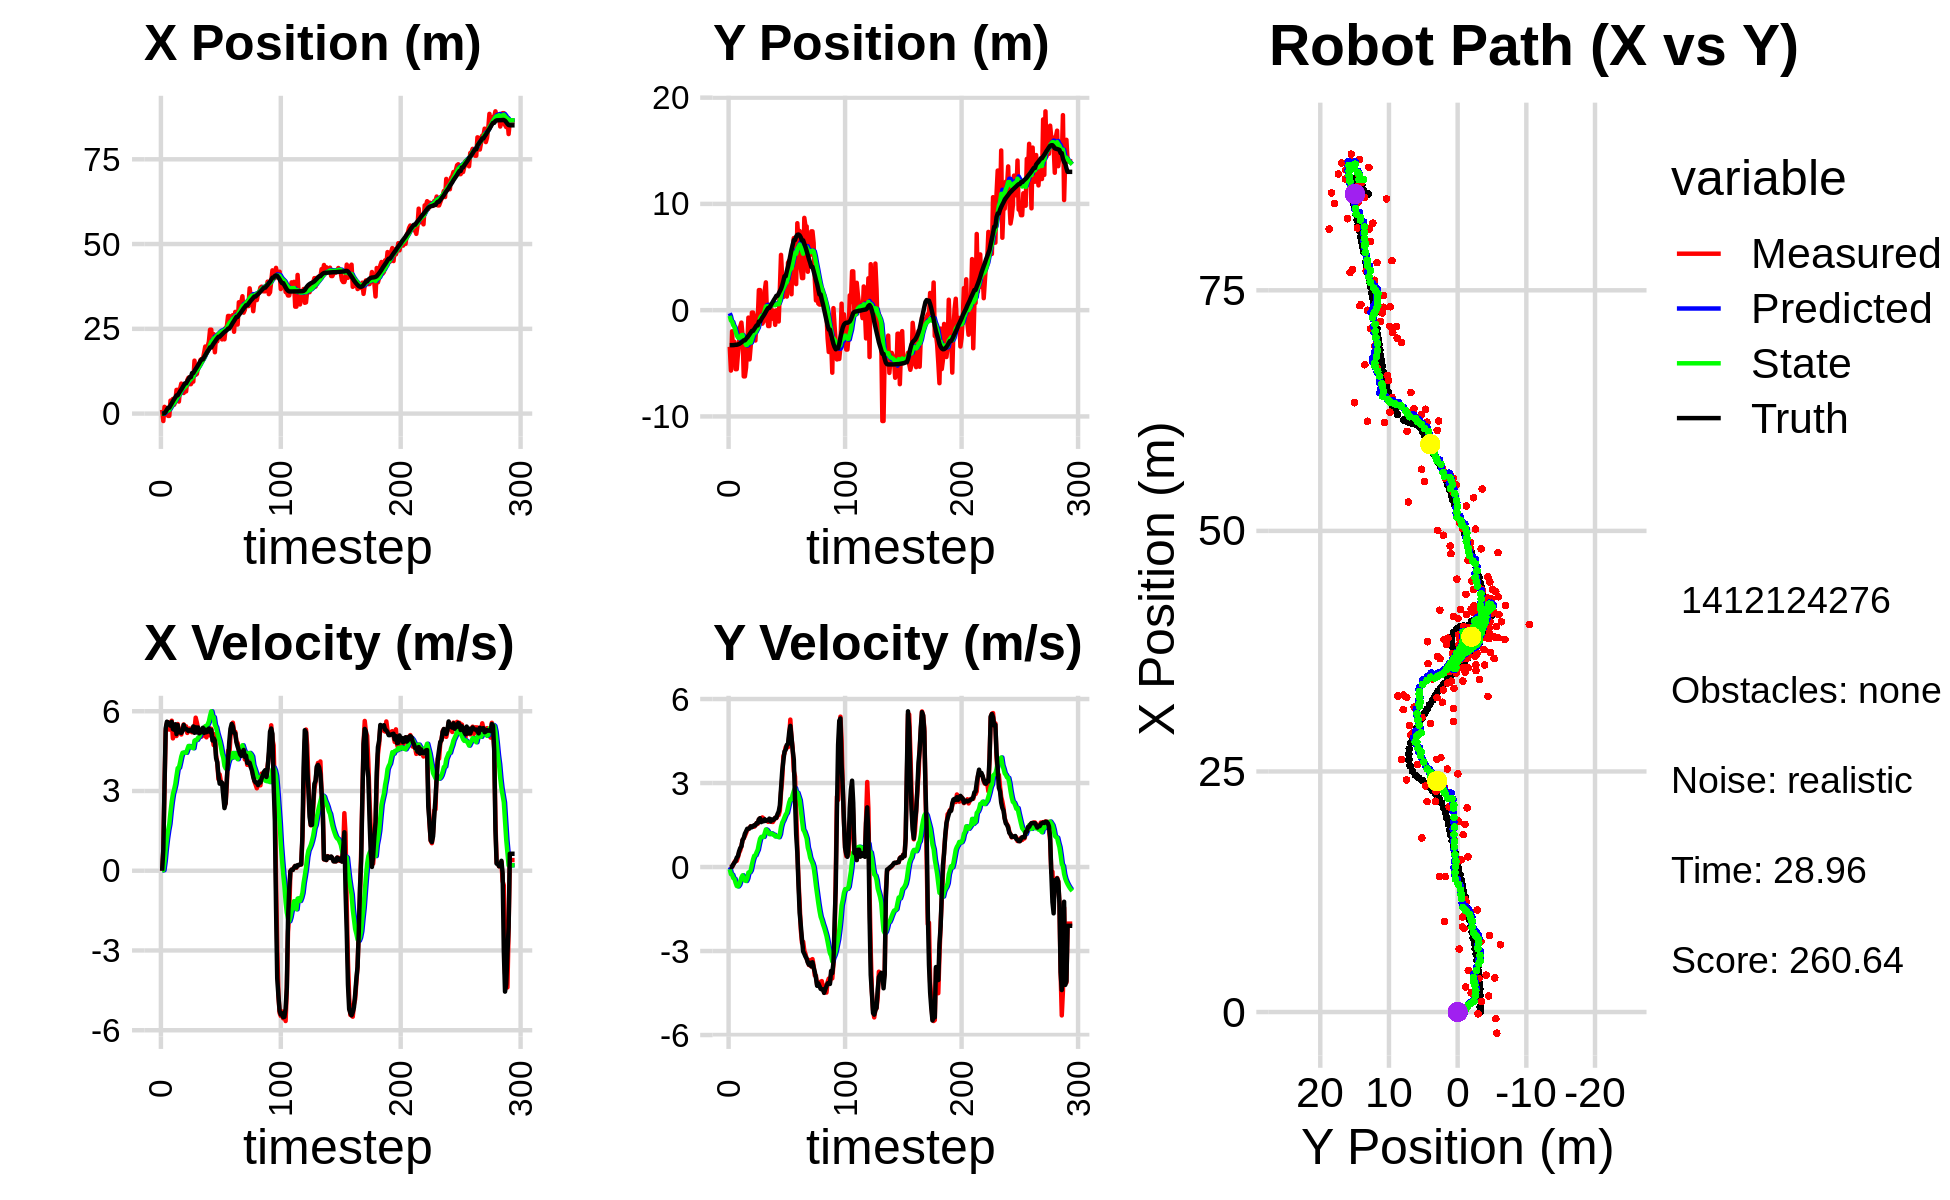 X Position (m)
75
50
25
0
0
100
200
300
timestep
Y Position (m)
20
10
0
-10
0
100
200
300
timestep
X Velocity (m/s)
6
3
0
-3
-6
0
100
200
300
timestep
Y Velocity (m/s)
6
3
0
-3
-6
0
100
200
300
timestep
Robot Path (X vs Y)
X Position (m)
75
50
25
0
20 10 0 -10 -20
Y Position (m)
variable
Measured
Predicted
State
Truth
1412124276
Obstacles: none
Noise: realistic
Time: 28.96
Score: 260.64